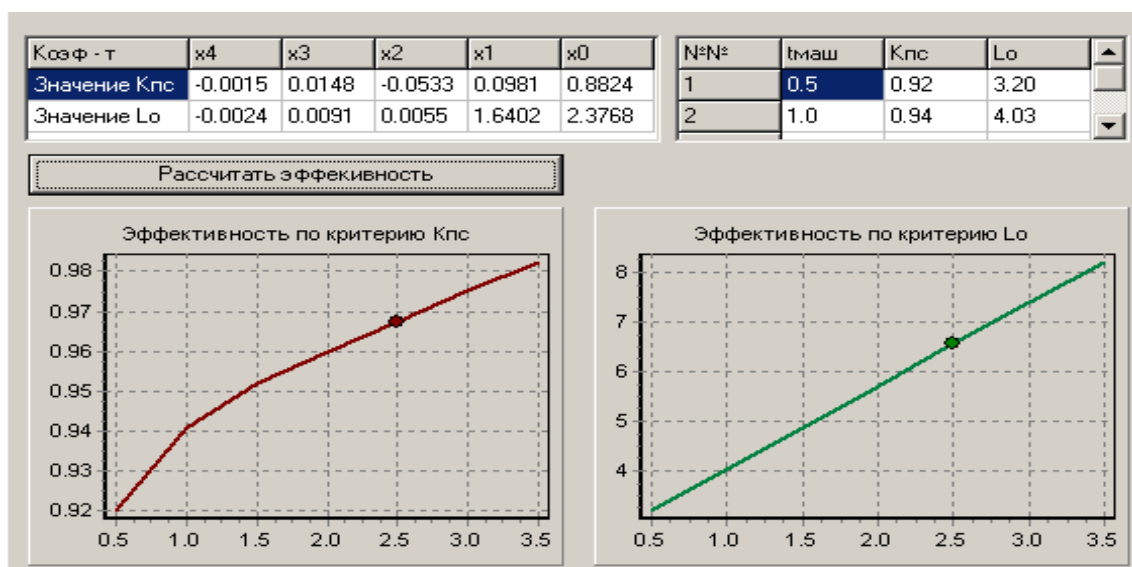 Коэф - т x4 x3 x2 x1 x0
Значение Кпс -0.0015 0.0148 -0.0533 0.0981 0.8824
Значение Lo -0.0024 0.0091 0.0055 1.6402 2.3768
№№ tмаш Кпс Lo
1 0.5 0.92 3.20
2 1.0 0.94 4.03
Рассчитать эффекивность
Эффективность по критерию Кпс
0.98
0.97
0.96
0.95
0.94
0.93
0.92
0.5 1.0 1.5 2.0 2.5 3.0 3.5
Эффективность по критерию Lo
8
7
6
5
4
0.5 1.0 1.5 2.0 2.5 3.0 3.5